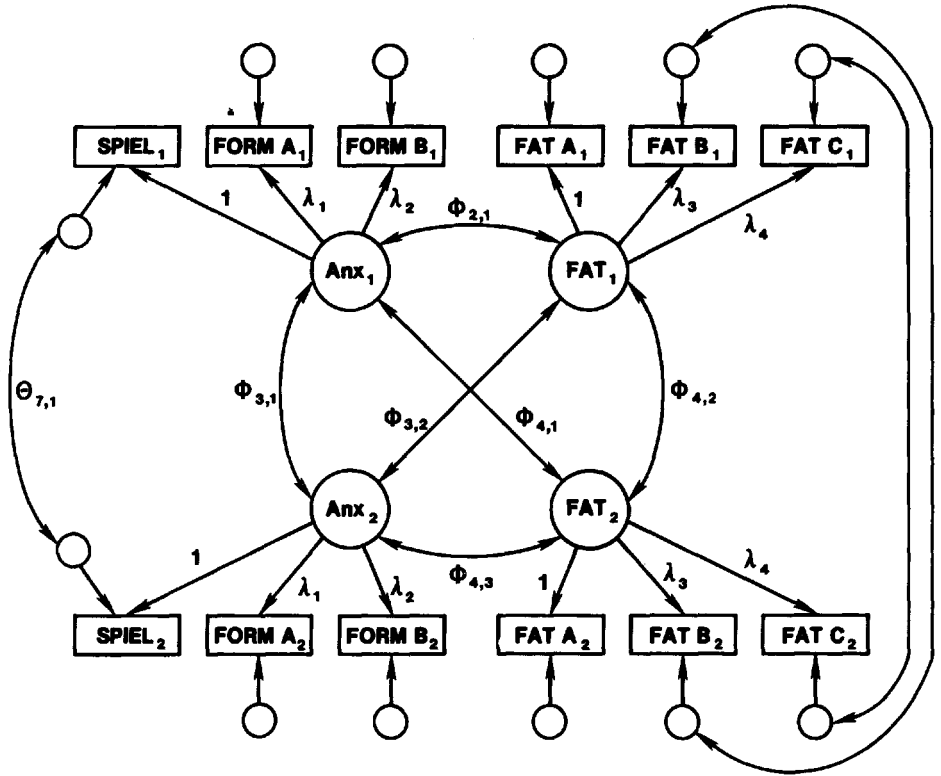 SPIEL₁ FORM A₁ FORM B₁ FAT A₁ FAT B₁ FAT C₁
1 λ₁ λ₂ Φ₂,₁ 1 λ₃ λ₄
Anx₁ FAT₁
Θ₇,₁ Φ₃,₁ Φ₃,₂ Φ₄,₁ Φ₄,₂
Anx₂ FAT₂
1 λ₁ λ₂ Φ₄,₃ 1 λ₃ λ₄
SPIEL₂ FORM A₂ FORM B₂ FAT A₂ FAT B₂ FAT C₂